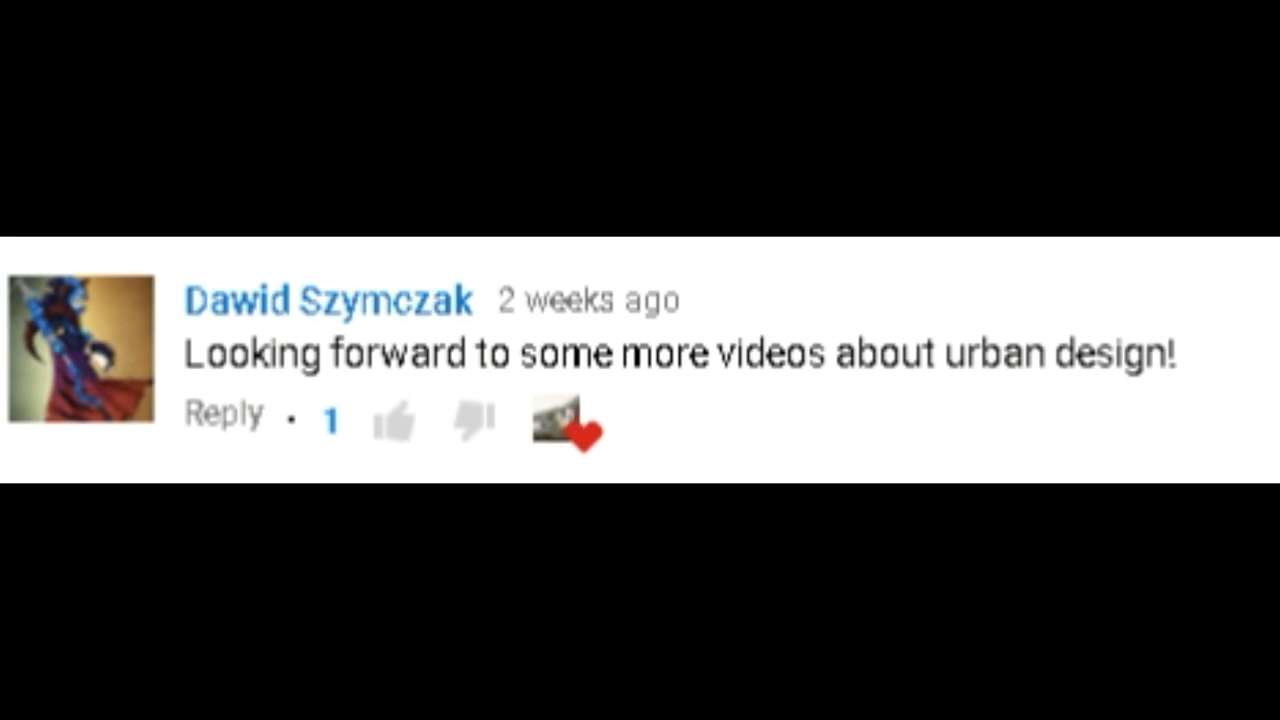 Dawid Szymczak 2 weeks ago
Looking forward to some more videos about urban design!
Reply · 1